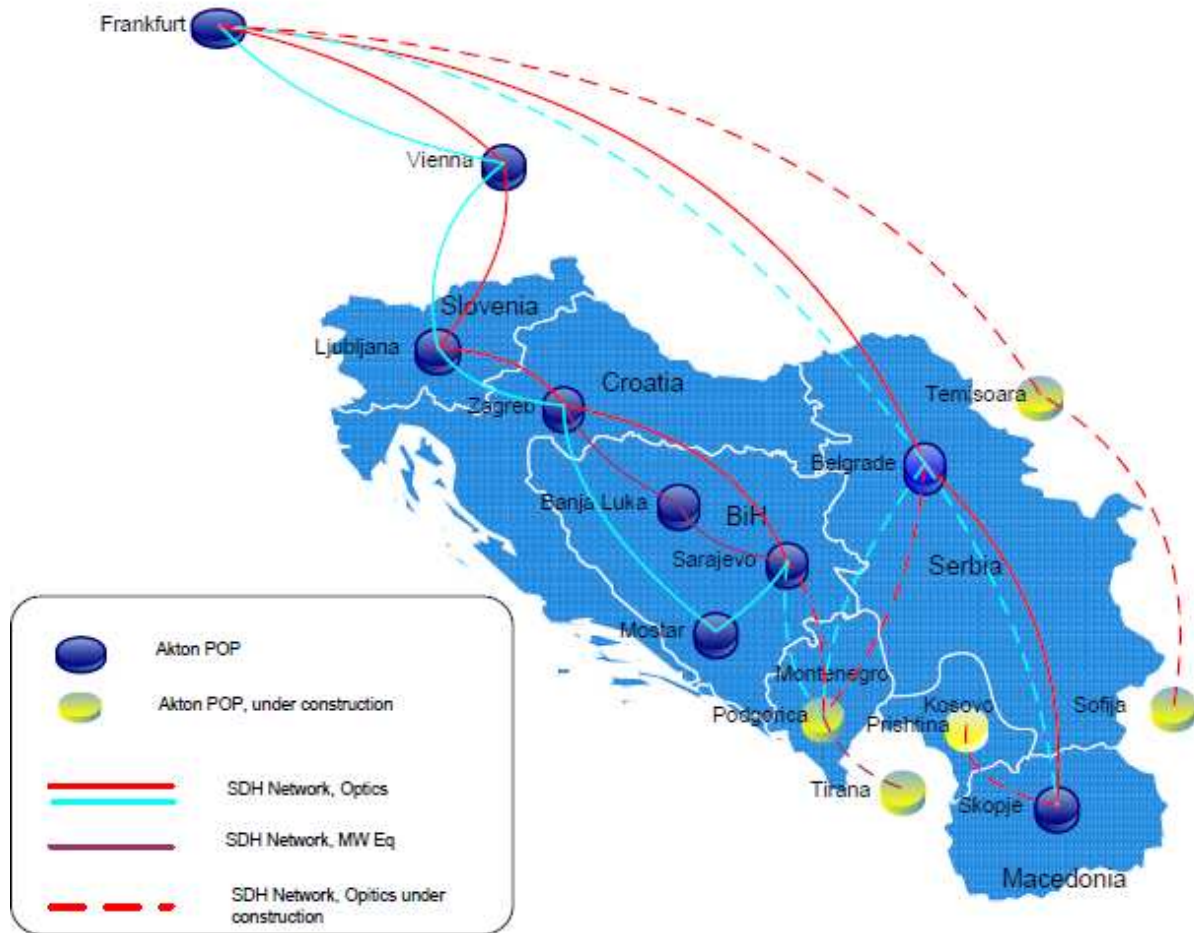 Frankfurt
Vienna
Slovenia
Ljubljana
Croatia
Zagreb
Temisoara
Belgrade
Banja Luka
BiH
Sarajevo
Serbia
Mostar
Montenegro
Podgorica
Kosovo
Prishtina
Sofija
Tirana
Skopje
Macedonia
Akton POP
Akton POP, under construction
SDH Network, Optics
SDH Network, MW Eq
SDH Network, Opitics under
construction